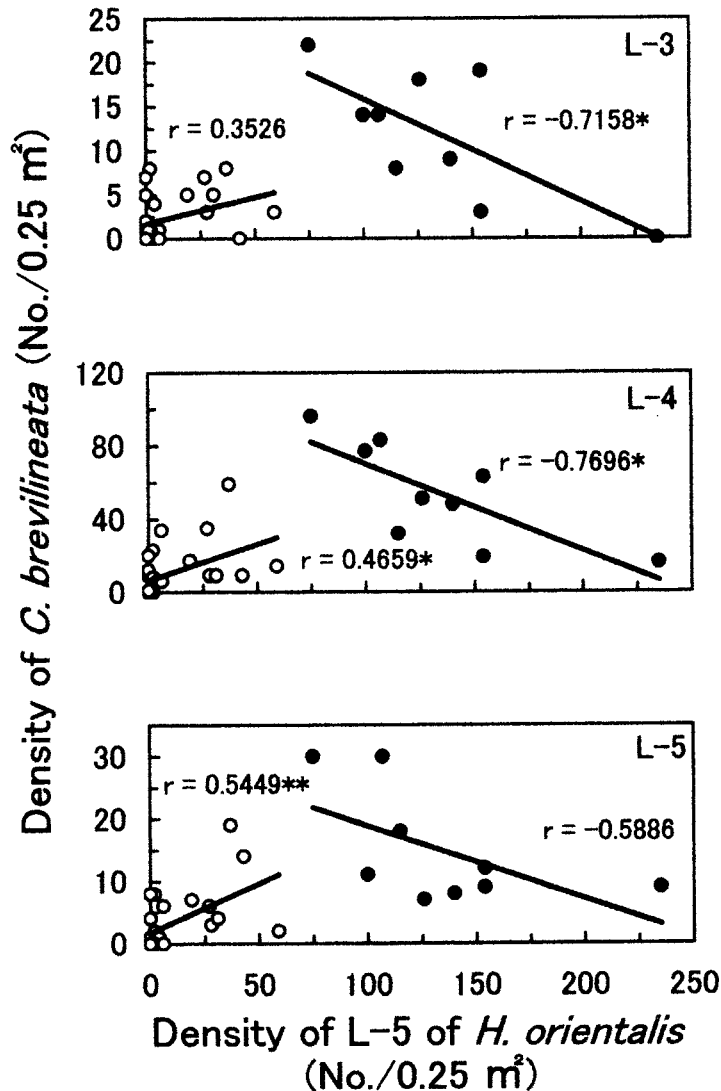 Density of C. brevilineata (No./0.25 m²)
25
20
15
10
5
0
L-3
r = 0.3526
r = -0.7158*
120
80
40
0
L-4
r = -0.7696*
r = 0.4659*
30
20
10
0
L-5
r = 0.5449**
r = -0.5886
0 50 100 150 200 250
Density of L-5 of H. orientalis
(No./0.25 m²)